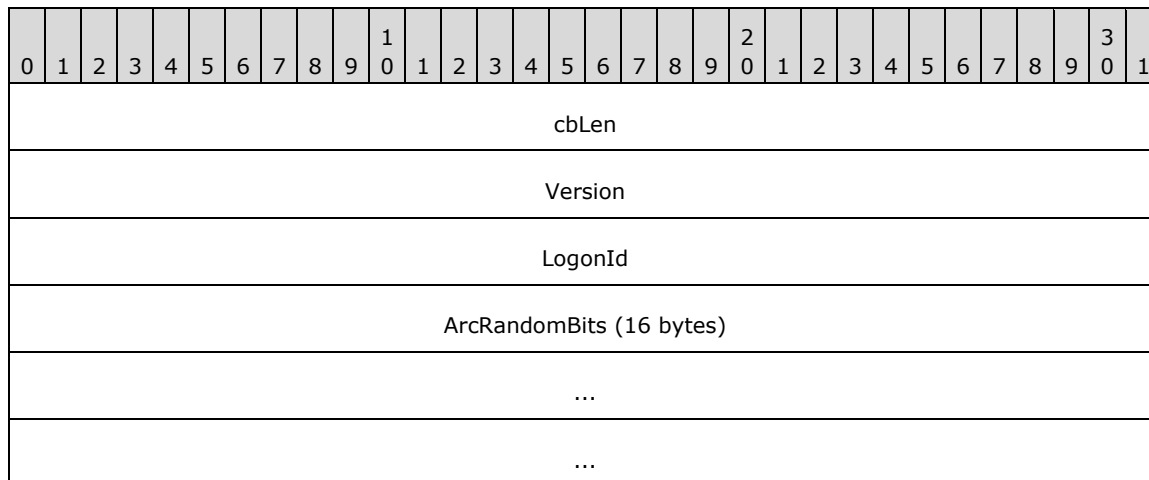 1 2 3
0 1 2 3 4 5 6 7 8 9 0 1 2 3 4 5 6 7 8 9 0 1 2 3 4 5 6 7 8 9 0 1
cbLen
Version
LogonId
ArcRandomBits (16 bytes)
...
...